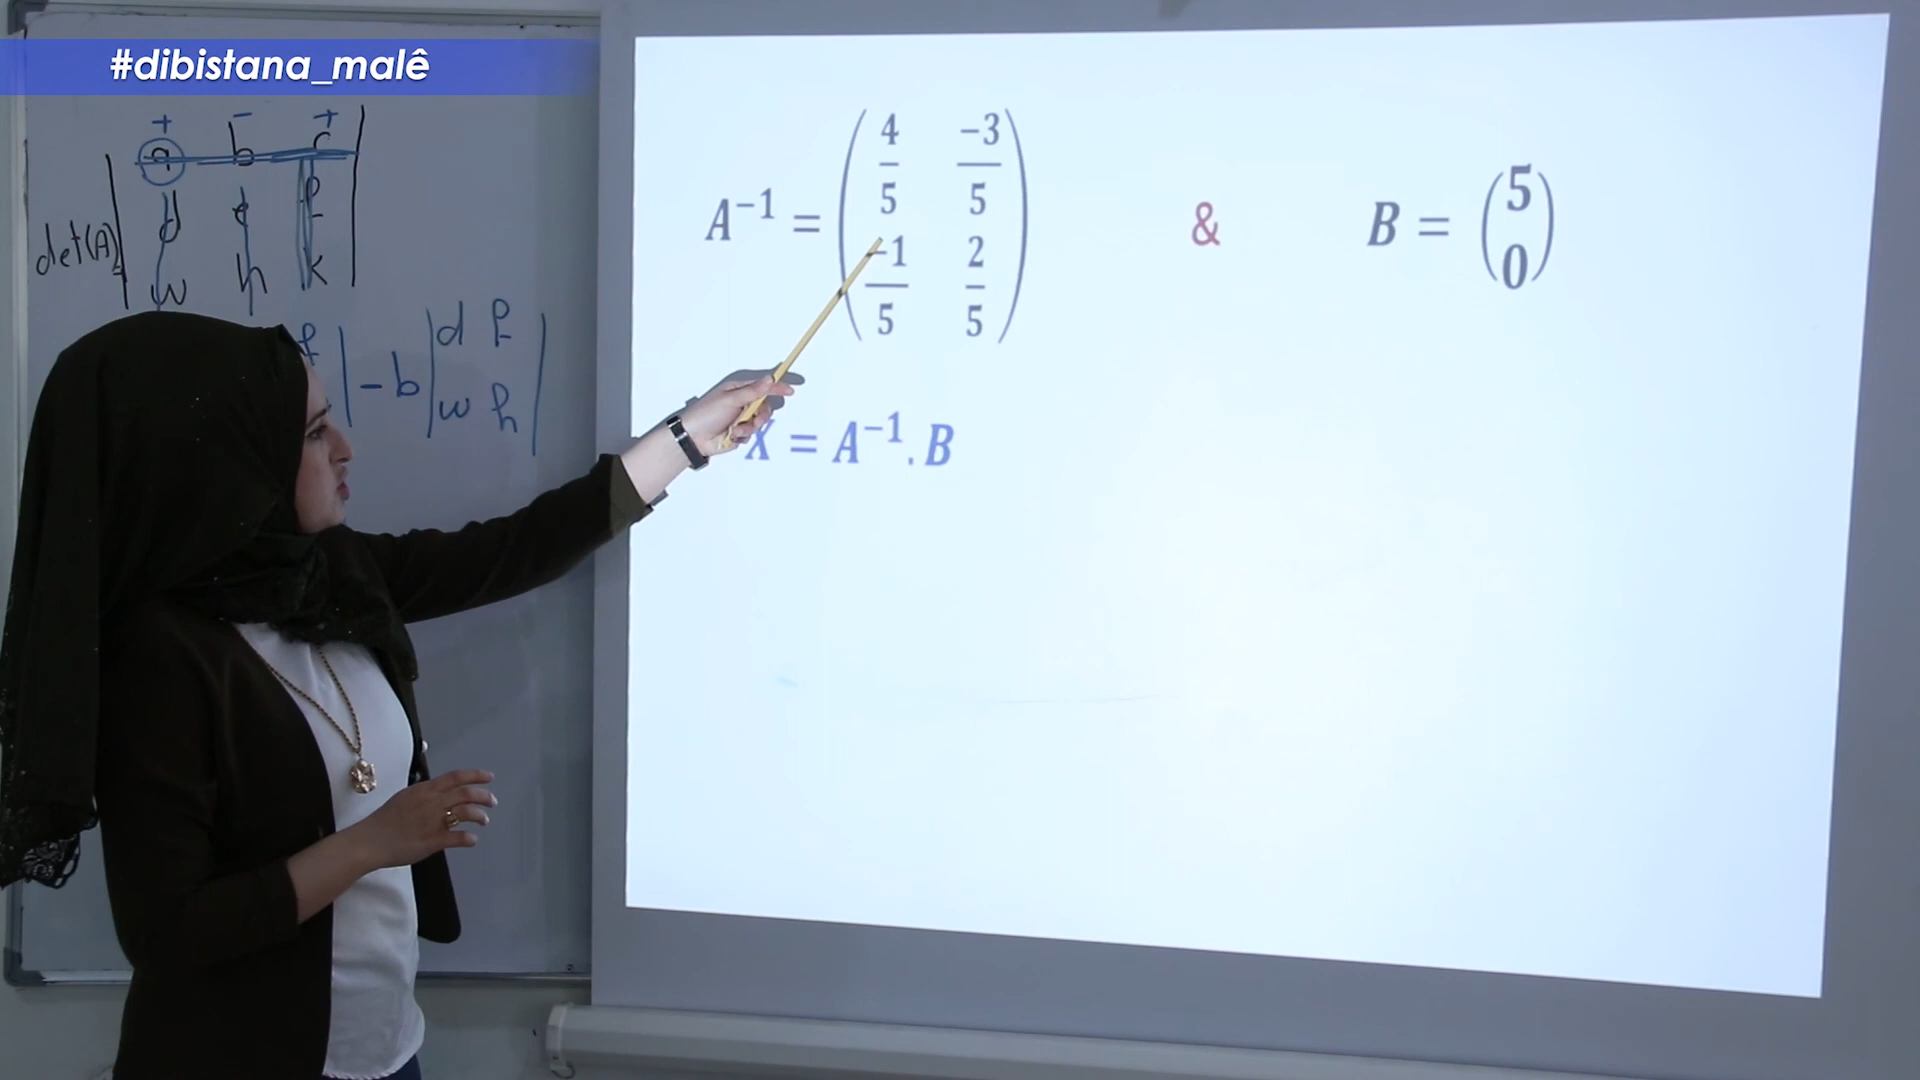 #dibistana_malê
+ - +
a b c
d e f
det(A)
w h k
f | - b | d f
w h
A⁻¹ = ( 4/5 -3/5
-1/5 2/5 ) & B = ( 5
0 )
X = A⁻¹ . B